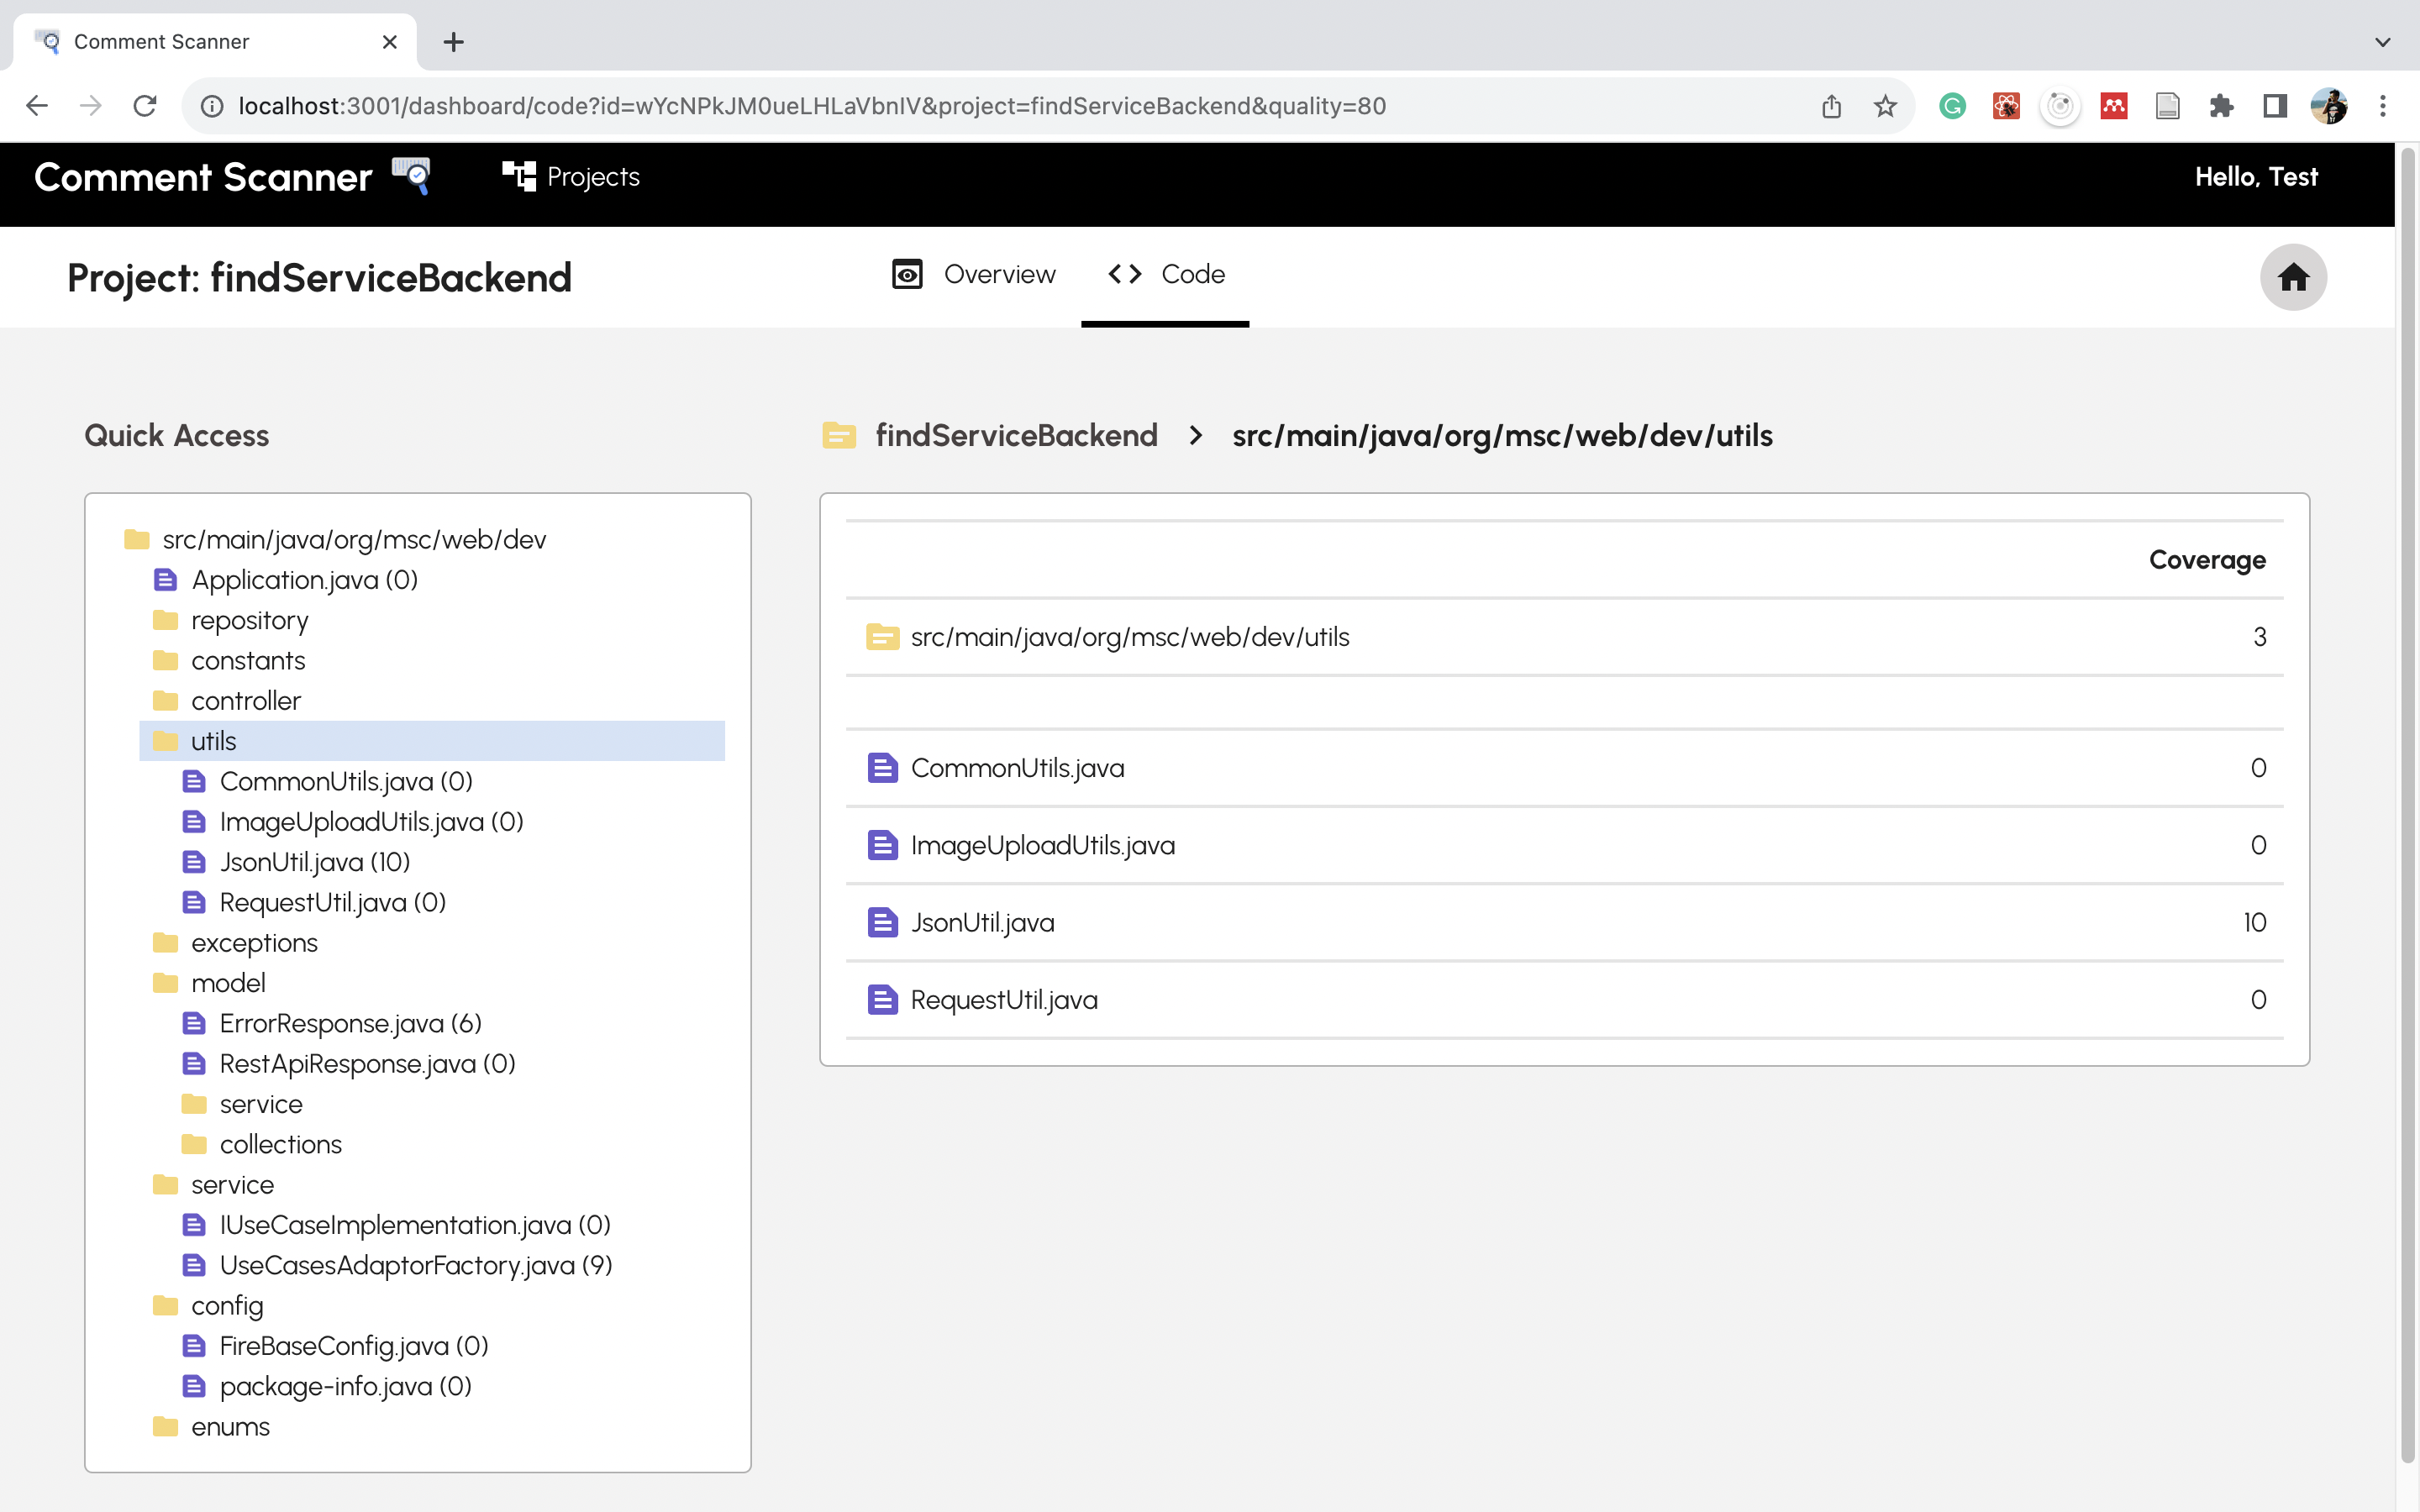 Comment Scanner
localhost:3001/dashboard/code?id=wYcNPkJM0ueLHLaVbnIV&project=findServiceBackend&quality=80
Comment Scanner
Projects
Hello, Test
Project: findServiceBackend
Overview
Code
Quick Access
src/main/java/org/msc/web/dev
Application.java (0)
repository
constants
controller
utils
CommonUtils.java (0)
ImageUploadUtils.java (0)
JsonUtil.java (10)
RequestUtil.java (0)
exceptions
model
ErrorResponse.java (6)
RestApiResponse.java (0)
service
collections
service
IUseCaseImplementation.java (0)
UseCasesAdaptorFactory.java (9)
config
FireBaseConfig.java (0)
package-info.java (0)
enums
findServiceBackend > src/main/java/org/msc/web/dev/utils
Coverage
src/main/java/org/msc/web/dev/utils 3
CommonUtils.java 0
ImageUploadUtils.java 0
JsonUtil.java 10
RequestUtil.java 0